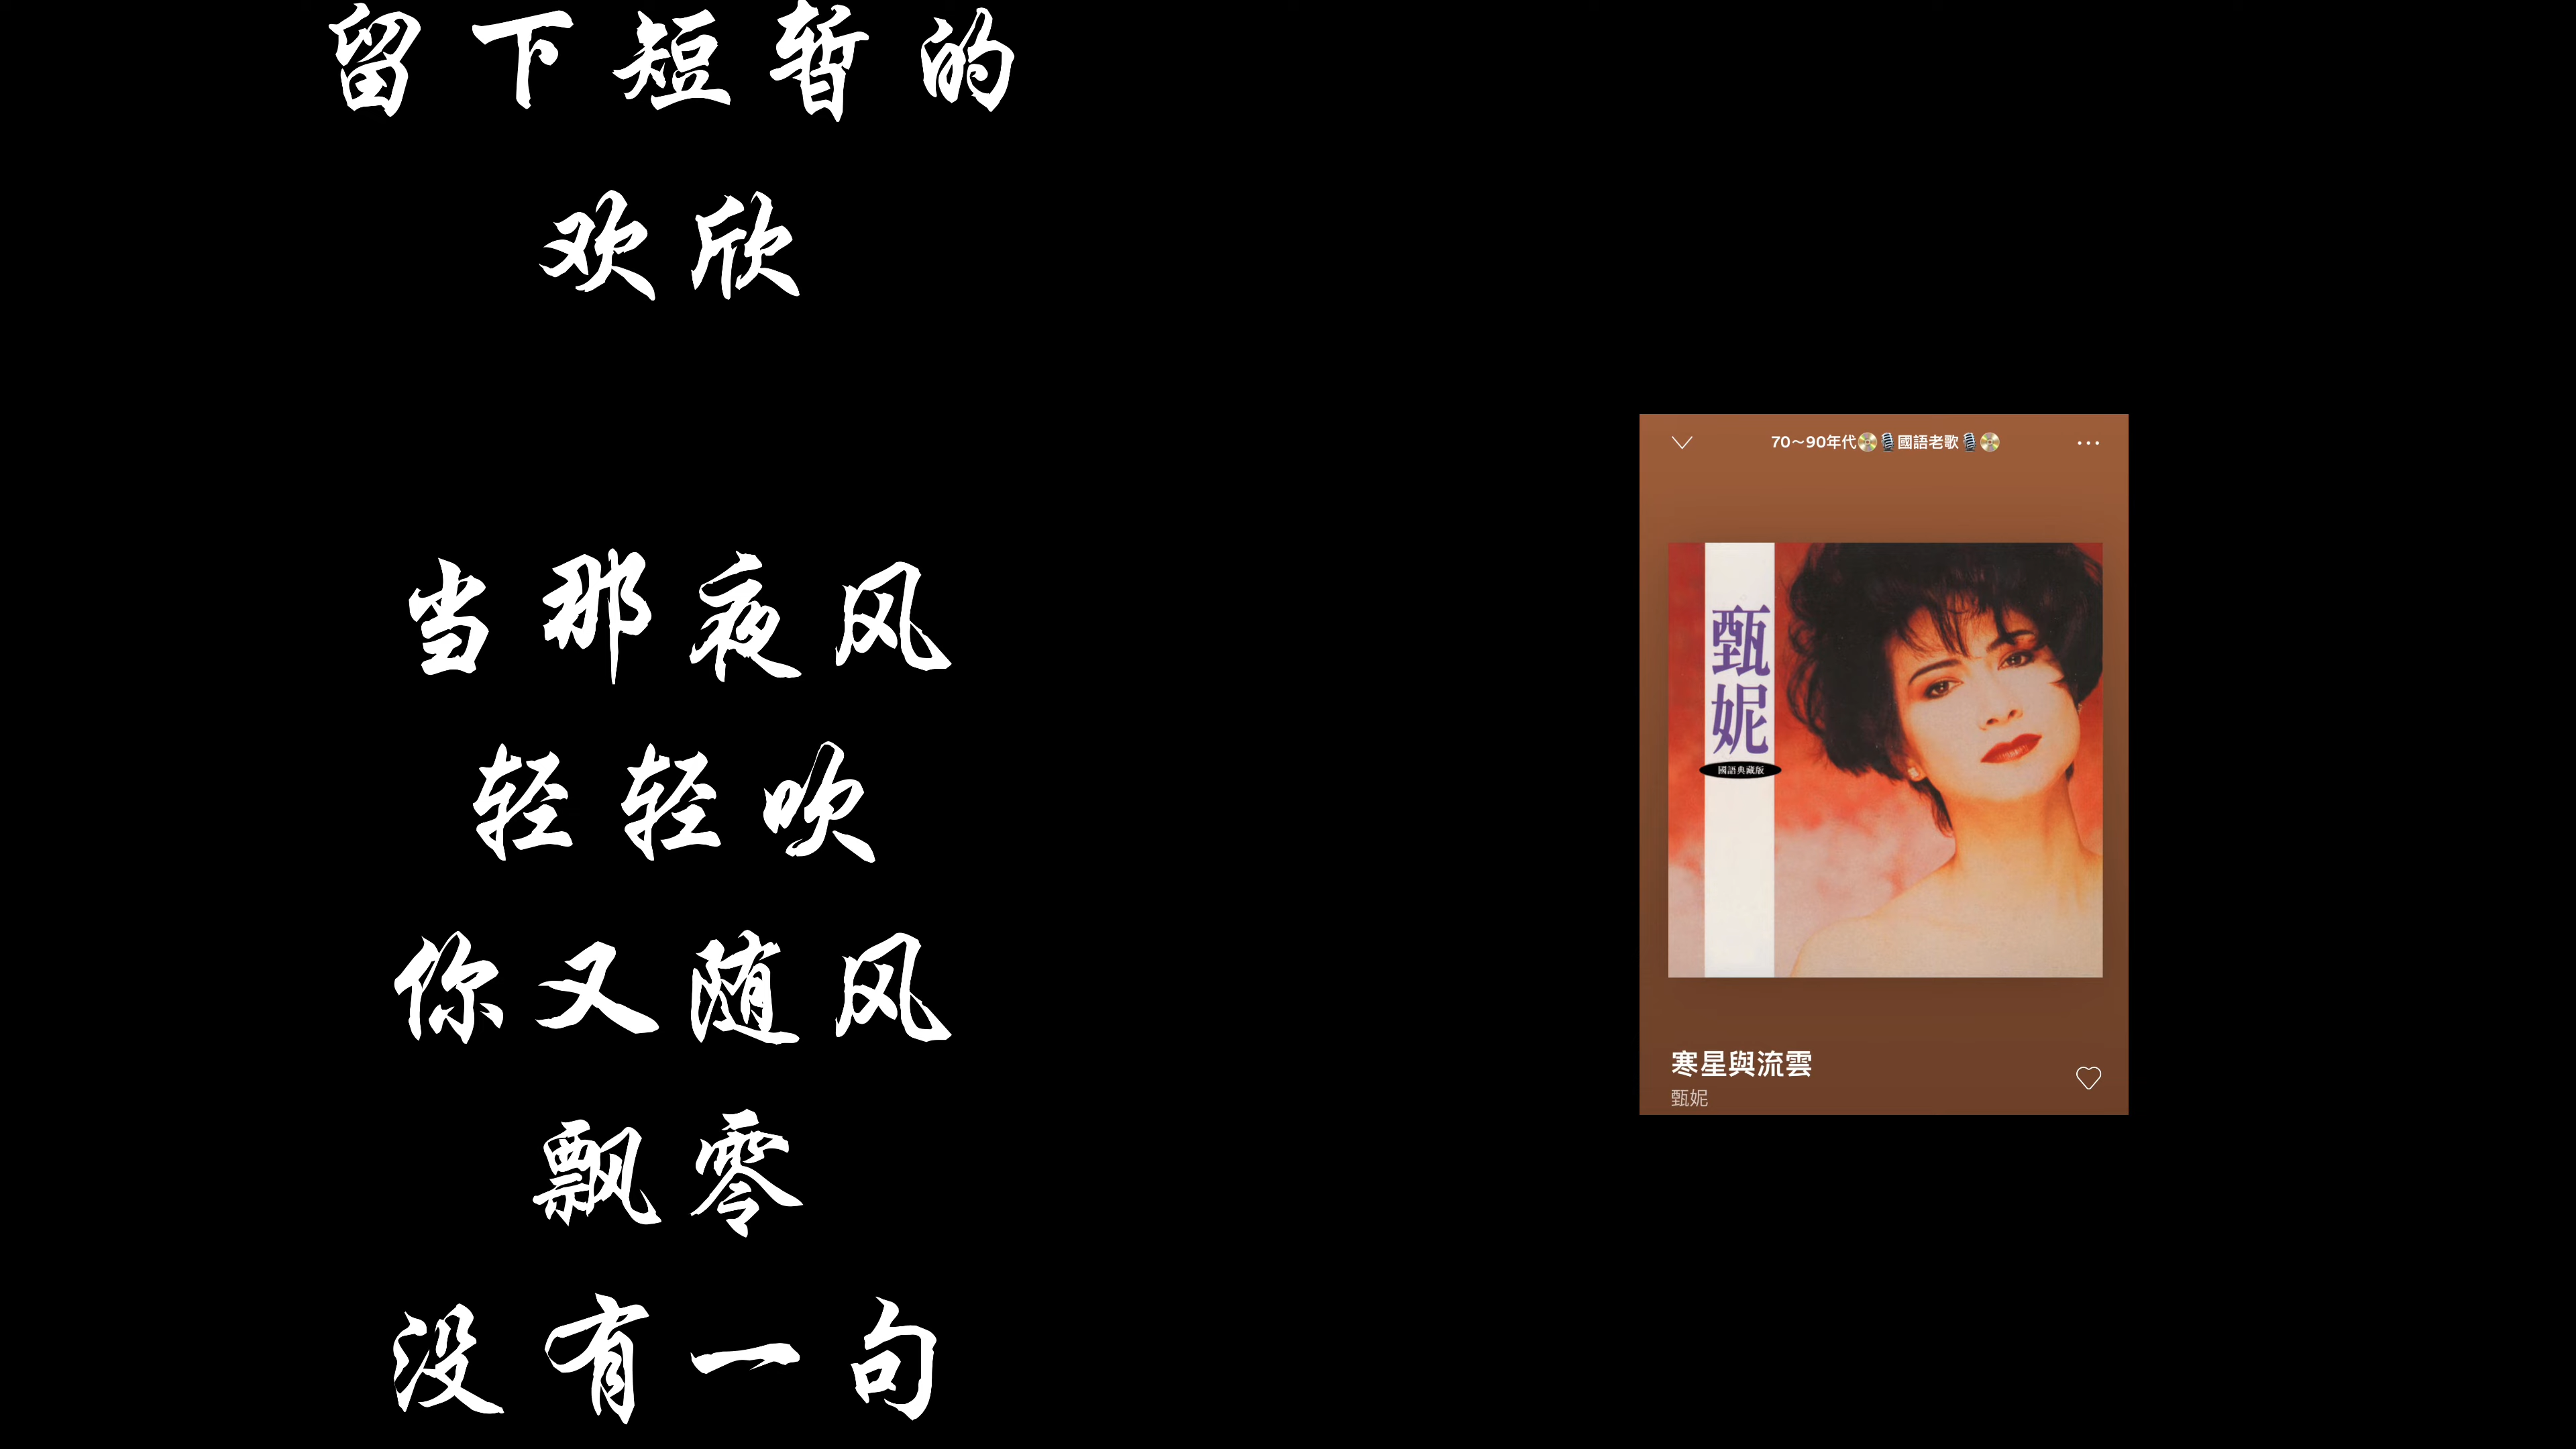 留下短暂的
欢欣
当那夜风
轻轻吹
你又随风
飘零
没有一句
70～90年代📀🎙️國語老歌🎙️📀
甄妮
國語典藏版
寒星與流雲
甄妮